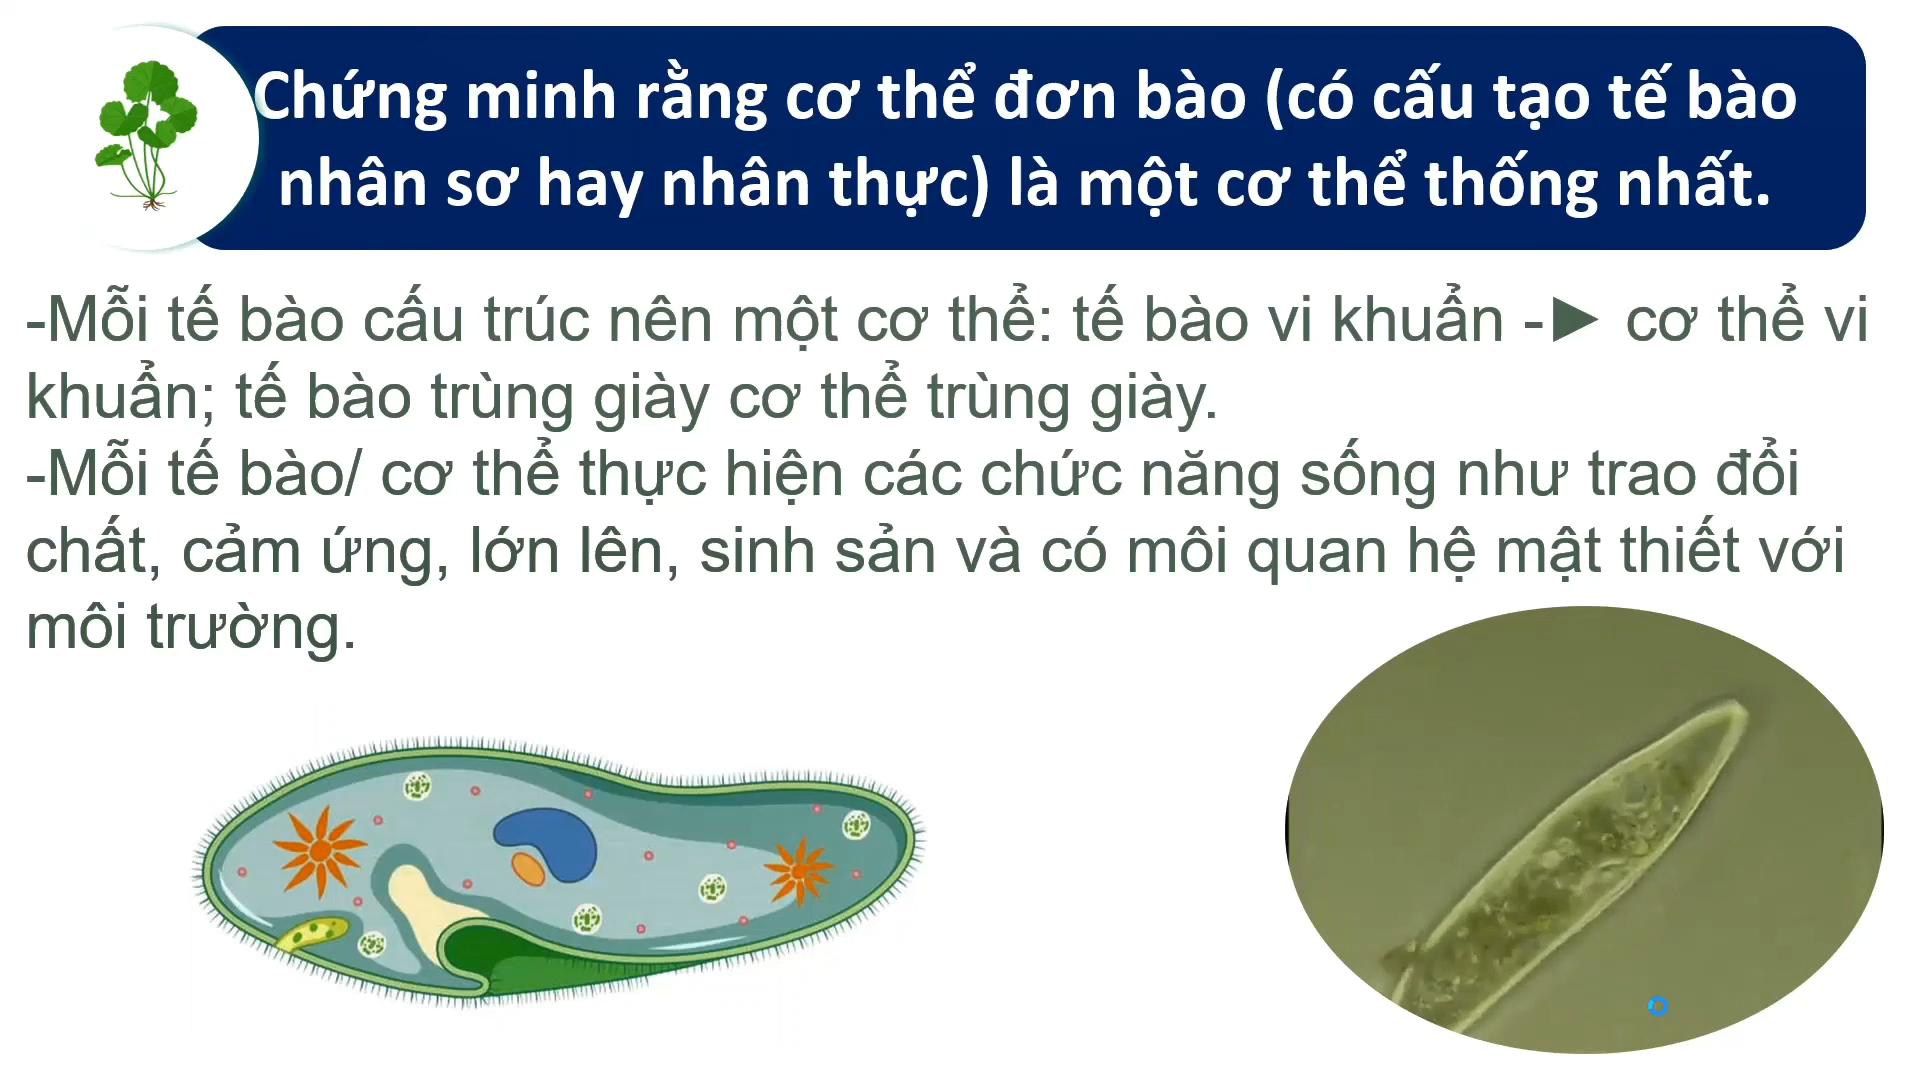 Chứng minh rằng cơ thể đơn bào (có cấu tạo tế bào
nhân sơ hay nhân thực) là một cơ thể thống nhất.
-Mỗi tế bào cấu trúc nên một cơ thể: tế bào vi khuẩn -► cơ thể vi
khuẩn; tế bào trùng giày cơ thể trùng giày.
-Mỗi tế bào/ cơ thể thực hiện các chức năng sống như trao đổi
chất, cảm ứng, lớn lên, sinh sản và có môi quan hệ mật thiết với
môi trường.